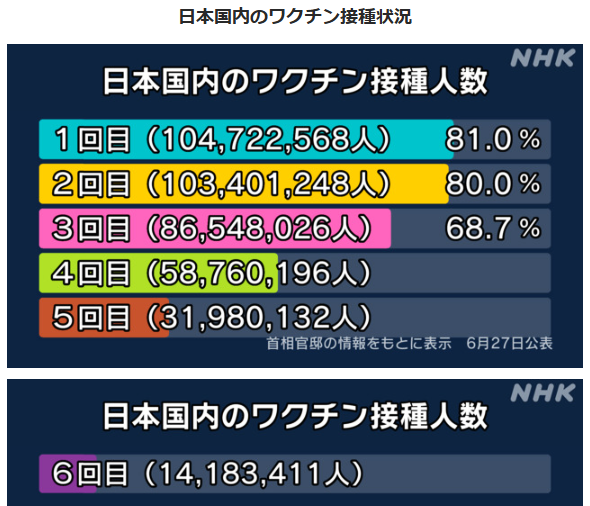 日本国内のワクチン接種状況
NHK
日本国内のワクチン接種人数
1回目（104,722,568人） 81.0％
2回目（103,401,248人） 80.0％
3回目（86,548,026人） 68.7％
4回目（58,760,196人）
5回目（31,980,132人）
首相官邸の情報をもとに表示　6月27日公表
NHK
日本国内のワクチン接種人数
6回目（14,183,411人）